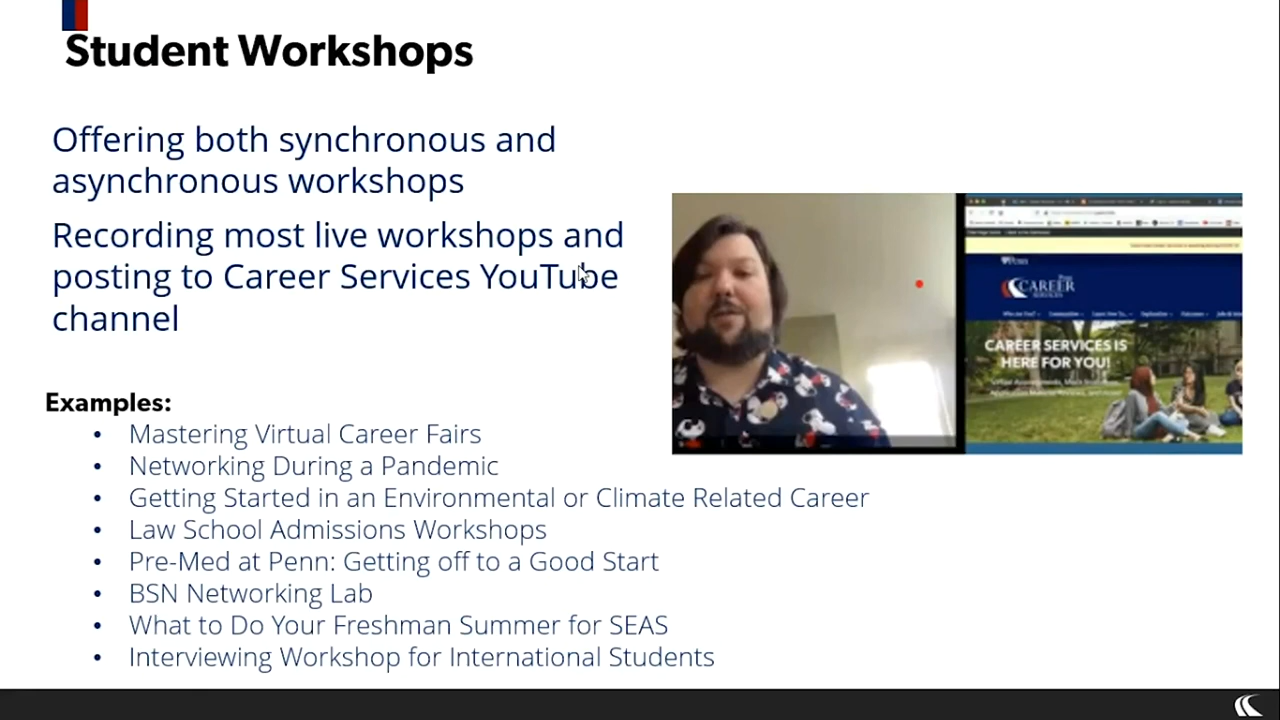 Student Workshops
Offering both synchronous and
asynchronous workshops
Recording most live workshops and
posting to Career Services YouTube
channel
Penn
Penn
CAREER
SERVICES
CAREER SERVICES IS
HERE FOR YOU!
Examples:
• Mastering Virtual Career Fairs
• Networking During a Pandemic
• Getting Started in an Environmental or Climate Related Career
• Law School Admissions Workshops
• Pre-Med at Penn: Getting off to a Good Start
• BSN Networking Lab
• What to Do Your Freshman Summer for SEAS
• Interviewing Workshop for International Students